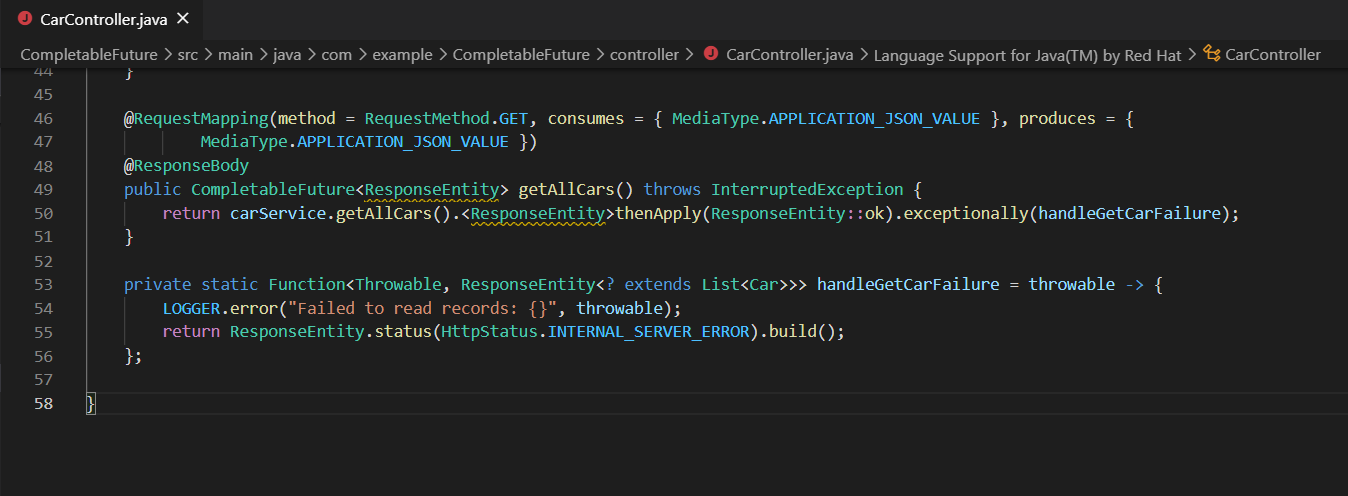 CarController.java ✕
CompletableFuture > src > main > java > com > example > CompletableFuture > controller > CarController.java > Language Support for Java(TM) by Red Hat > CarController
44 }
45
46 @RequestMapping(method = RequestMethod.GET, consumes = { MediaType.APPLICATION_JSON_VALUE }, produces = {
47 MediaType.APPLICATION_JSON_VALUE })
48 @ResponseBody
49 public CompletableFuture<ResponseEntity> getAllCars() throws InterruptedException {
50 return carService.getAllCars().<ResponseEntity>thenApply(ResponseEntity::ok).exceptionally(handleGetCarFailure);
51 }
52
53 private static Function<Throwable, ResponseEntity<? extends List<Car>>> handleGetCarFailure = throwable -> {
54 LOGGER.error("Failed to read records: {}", throwable);
55 return ResponseEntity.status(HttpStatus.INTERNAL_SERVER_ERROR).build();
56 };
57
58 }